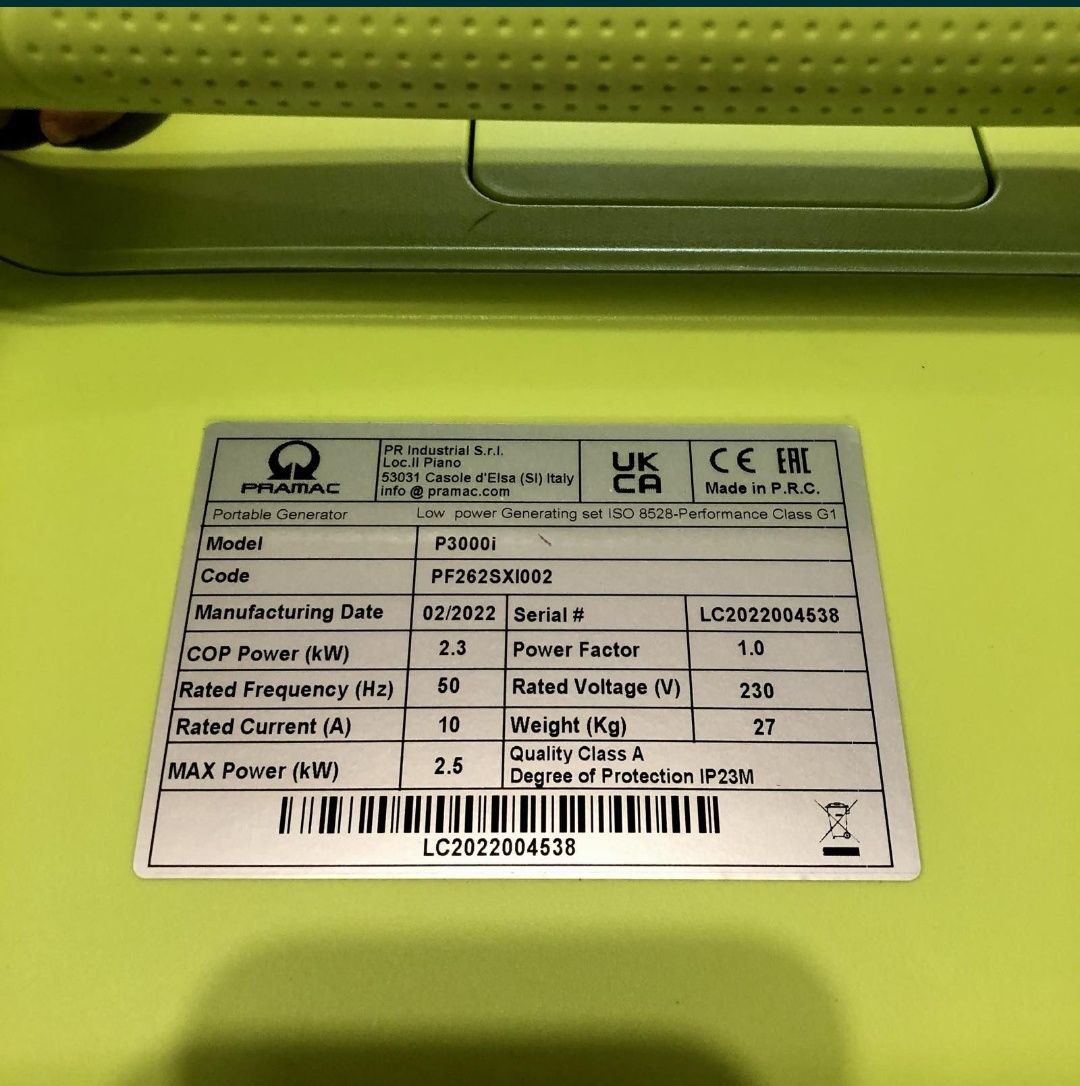 PRAMAC
PR Industrial S.r.l.
Loc.Il Piano
53031 Casole d'Elsa (SI) Italy
info @ pramac.com
UK
CA
CE EAC
Made in P.R.C.
Portable Generator Low power Generating set ISO 8528-Performance Class G1
Model P3000i
Code PF262SXI002
Manufacturing Date 02/2022 Serial # LC2022004538
COP Power (kW) 2.3 Power Factor 1.0
Rated Frequency (Hz) 50 Rated Voltage (V) 230
Rated Current (A) 10 Weight (Kg) 27
MAX Power (kW) 2.5 Quality Class A
Degree of Protection IP23M
LC2022004538